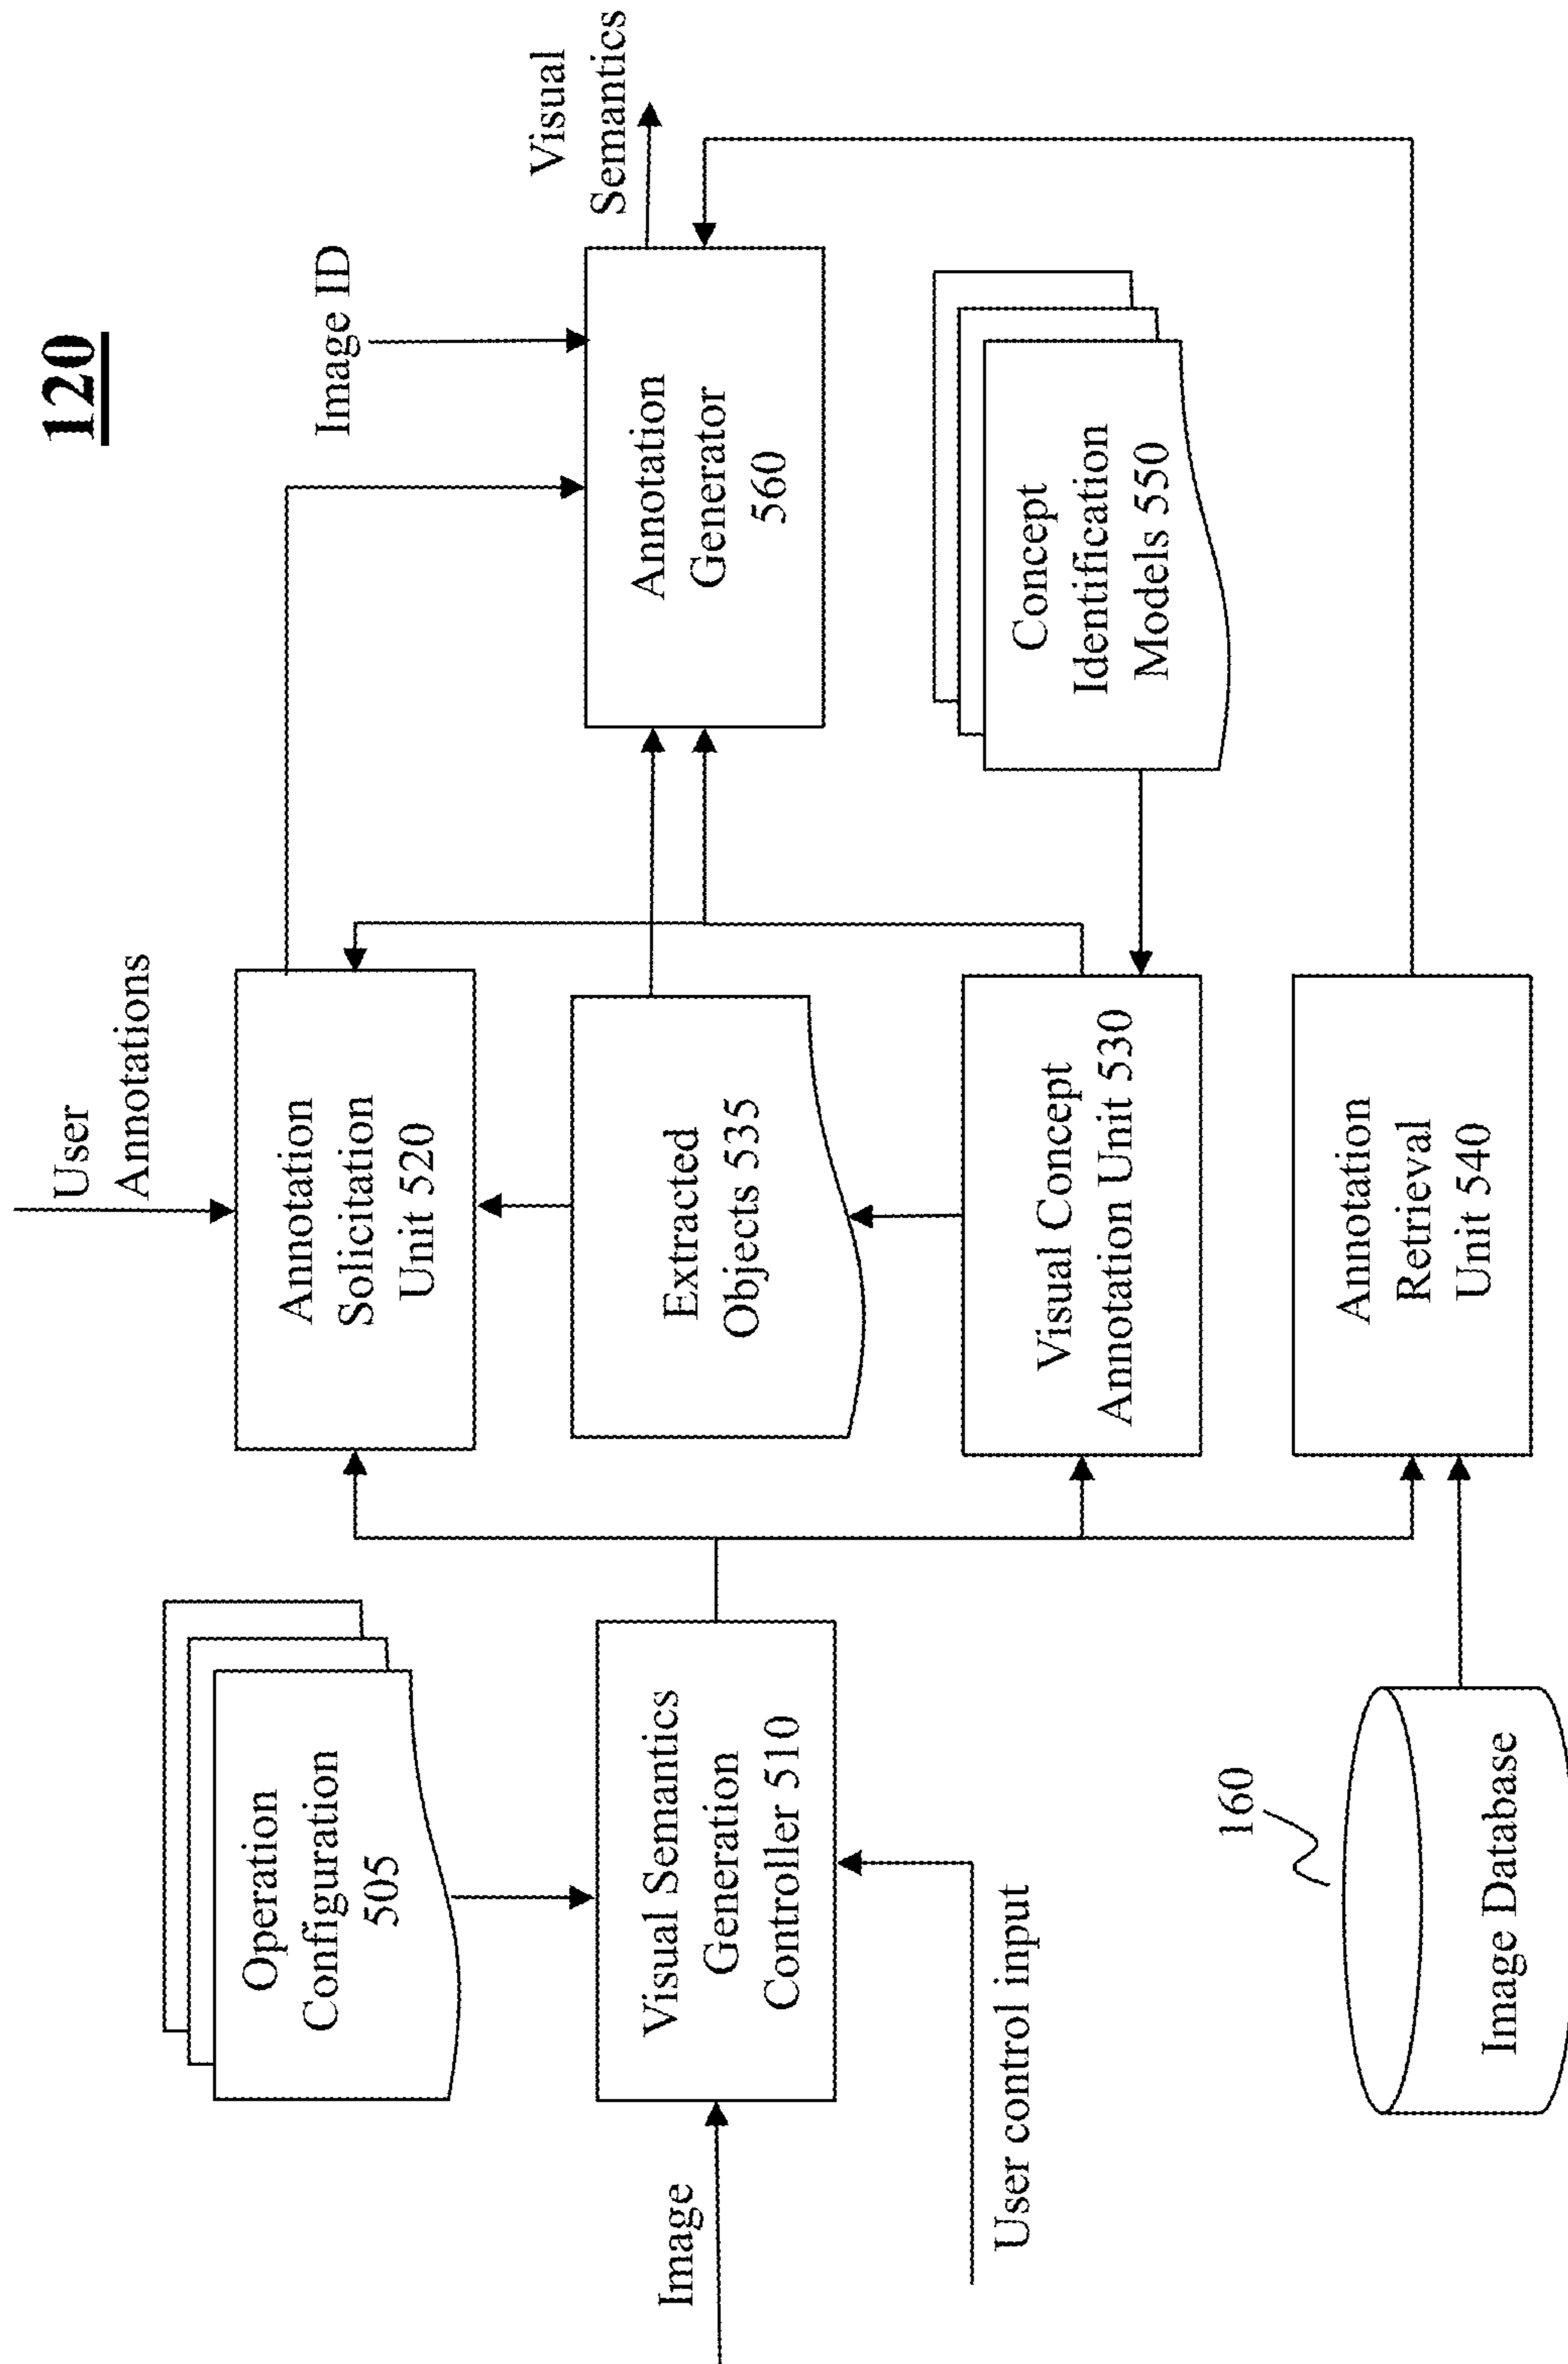 120
Image ID
Visual
Semantics
User
Annotations
Annotation
Solicitation
Unit 520
Annotation
Generator
560
Operation
Configuration
505
Extracted
Objects 535
Concept
Identification
Models 550
Image
Visual Semantics
Generation
Controller 510
User control input
Visual Concept
Annotation Unit 530
160
Image Database
Annotation
Retrieval
Unit 540